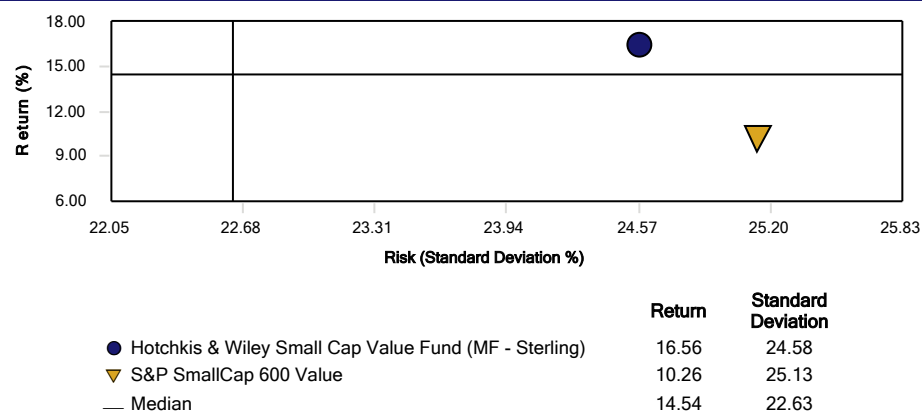 18.00
15.00
12.00
9.00
6.00
Return (%)
22.05 22.68 23.31 23.94 24.57 25.20 25.83
Risk (Standard Deviation %)
Return Standard Deviation
Hotchkis & Wiley Small Cap Value Fund (MF - Sterling) 16.56 24.58
S&P SmallCap 600 Value 10.26 25.13
Median 14.54 22.63